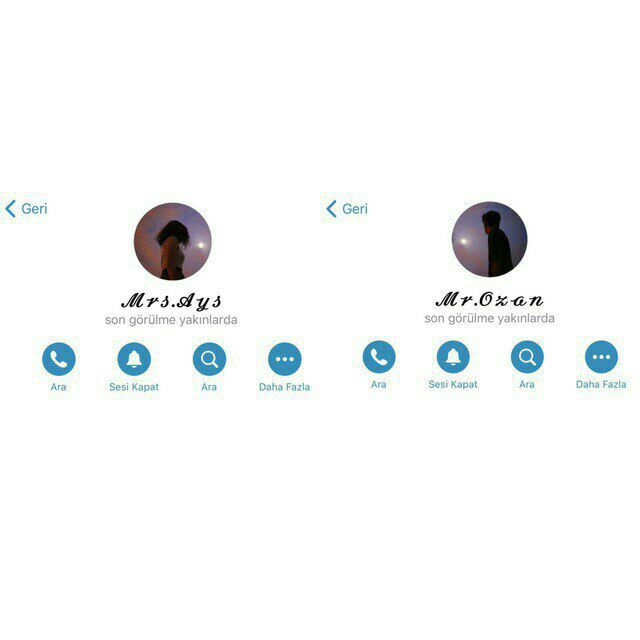 Geri
Mrs.Ays
son görülme yakınlarda
Ara
Sesi Kapat
Ara
Daha Fazla
Geri
Mr.Ozan
son görülme yakınlarda
Ara
Sesi Kapat
Ara
Daha Fazla